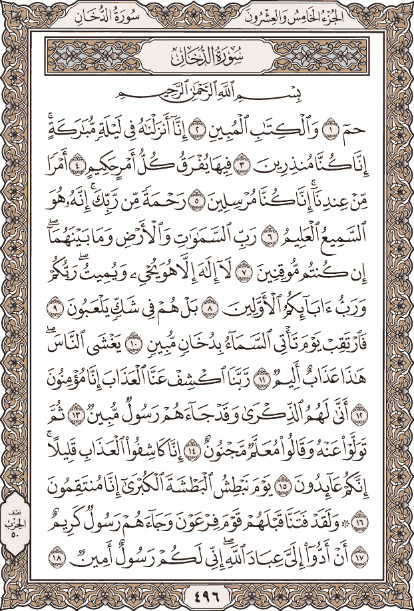 الجزء الخامس والعشرون سورة الدخان
سورة الدخان
بِسْمِ اللَّهِ الرَّحْمَٰنِ الرَّحِيمِ
حمٓ ١ وَٱلْكِتَٰبِ ٱلْمُبِينِ ٢ إِنَّآ أَنزَلْنَٰهُ فِى لَيْلَةٍ مُّبَٰرَكَةٍ ۚ
إِنَّا كُنَّا مُنذِرِينَ ٣ فِيهَا يُفْرَقُ كُلُّ أَمْرٍ حَكِيمٍ ٤ أَمْرًا
مِّنْ عِندِنَآ ۚ إِنَّا كُنَّا مُرْسِلِينَ ٥ رَحْمَةً مِّن رَّبِّكَ ۚ إِنَّهُۥ هُوَ
ٱلسَّمِيعُ ٱلْعَلِيمُ ٦ رَبِّ ٱلسَّمَٰوَٰتِ وَٱلْأَرْضِ وَمَا بَيْنَهُمَآ ۖ
إِن كُنتُم مُّوقِنِينَ ٧ لَآ إِلَٰهَ إِلَّا هُوَ يُحْىِۦ وَيُمِيتُ ۖ رَبُّكُمْ
وَرَبُّ ءَابَآئِكُمُ ٱلْأَوَّلِينَ ٨ بَلْ هُمْ فِى شَكٍّ يَلْعَبُونَ ٩
فَٱرْتَقِبْ يَوْمَ تَأْتِى ٱلسَّمَآءُ بِدُخَانٍ مُّبِينٍ ١٠ يَغْشَى ٱلنَّاسَ ۖ
هَٰذَا عَذَابٌ أَلِيمٌ ١١ رَّبَّنَا ٱكْشِفْ عَنَّا ٱلْعَذَابَ إِنَّا مُؤْمِنُونَ
١٢ أَنَّىٰ لَهُمُ ٱلذِّكْرَىٰ وَقَدْ جَآءَهُمْ رَسُولٌ مُّبِينٌ ١٣ ثُمَّ
تَوَلَّوْا۟ عَنْهُ وَقَالُوا۟ مُعَلَّمٌ مَّجْنُونٌ ١٤ إِنَّا كَاشِفُوا۟ ٱلْعَذَابِ قَلِيلًا ۚ
إِنَّكُمْ عَآئِدُونَ ١٥ يَوْمَ نَبْطِشُ ٱلْبَطْشَةَ ٱلْكُبْرَىٰٓ إِنَّا مُنتَقِمُونَ
١٦ ۞ وَلَقَدْ فَتَنَّا قَبْلَهُمْ قَوْمَ فِرْعَوْنَ وَجَآءَهُمْ رَسُولٌ كَرِيمٌ
١٧ أَنْ أَدُّوٓا۟ إِلَىَّ عِبَادَ ٱللَّهِ ۖ إِنِّى لَكُمْ رَسُولٌ أَمِينٌ ١٨
نصف
الحزب
٥٠
٤٩٦